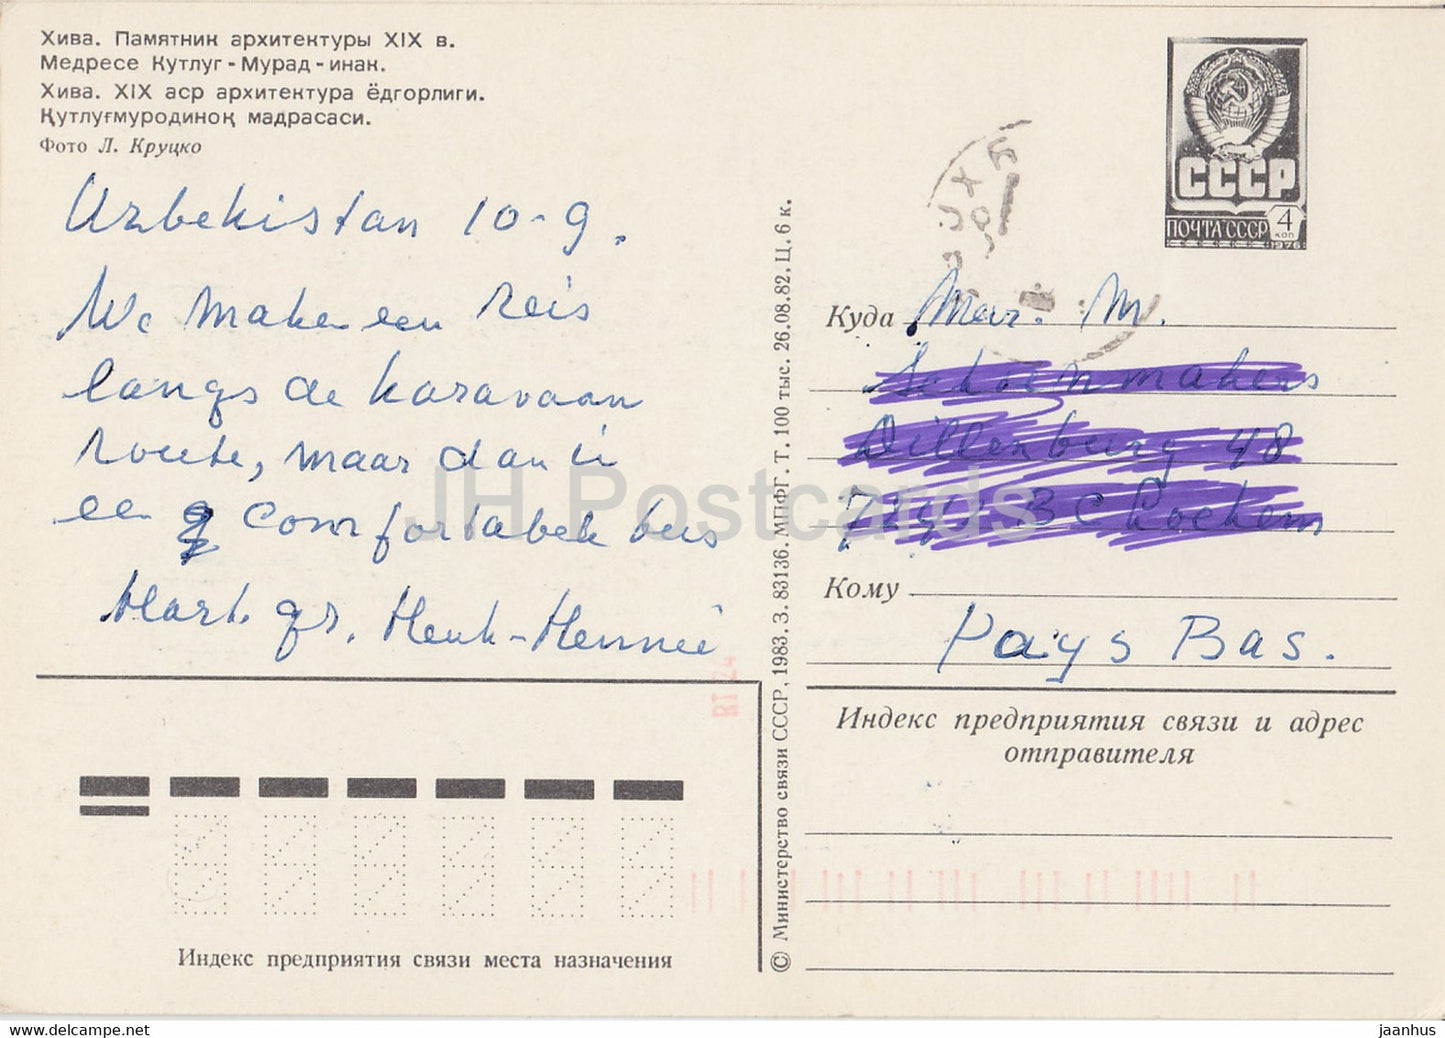 Хива. Памятник архитектуры XIX в.
Медресе Кутлуг-Мурад-инак.
Хива. XIX аср архитектура ёдгорлиги.
Қутлуғмуродиноқ мадрасаси.
Фото Л. Круцко
Uzbekistan 10-9.
We maken een reis
langs de karavaan
route, maar dan in
een comfortabele bus
Hart. gr. Henk-Hennie
СССР
ПОЧТА СССР 4
КОП
1976
Куда Mar. M.
Кому
Pays Bas.
Индекс предприятия связи и адрес
отправителя
© Министерство связи СССР, 1983. З. 83136. МПФГ. Т. 100 тыс. 26.08.82. Ц. 6 к.
Индекс предприятия связи места назначения
JH Postcards
www.delcampe.net
jaanhus